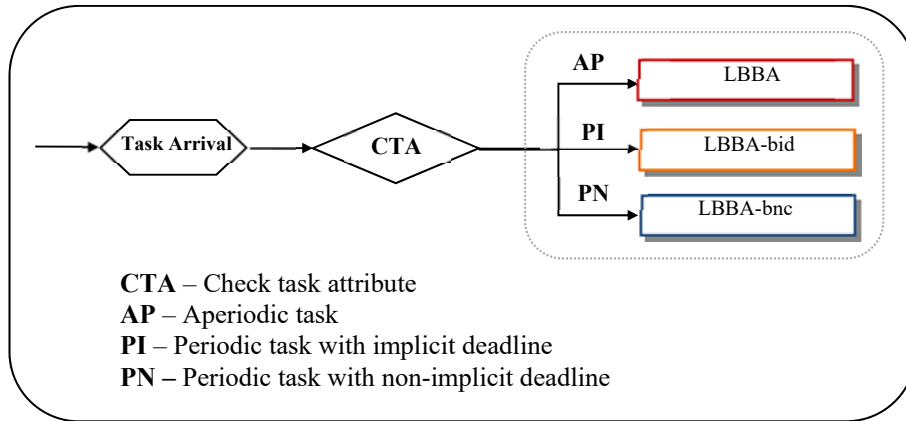 AP
LBBA
Task Arrival
CTA
PI
LBBA-bid
PN
LBBA-bnc
CTA – Check task attribute
AP – Aperiodic task
PI – Periodic task with implicit deadline
PN – Periodic task with non-implicit deadline